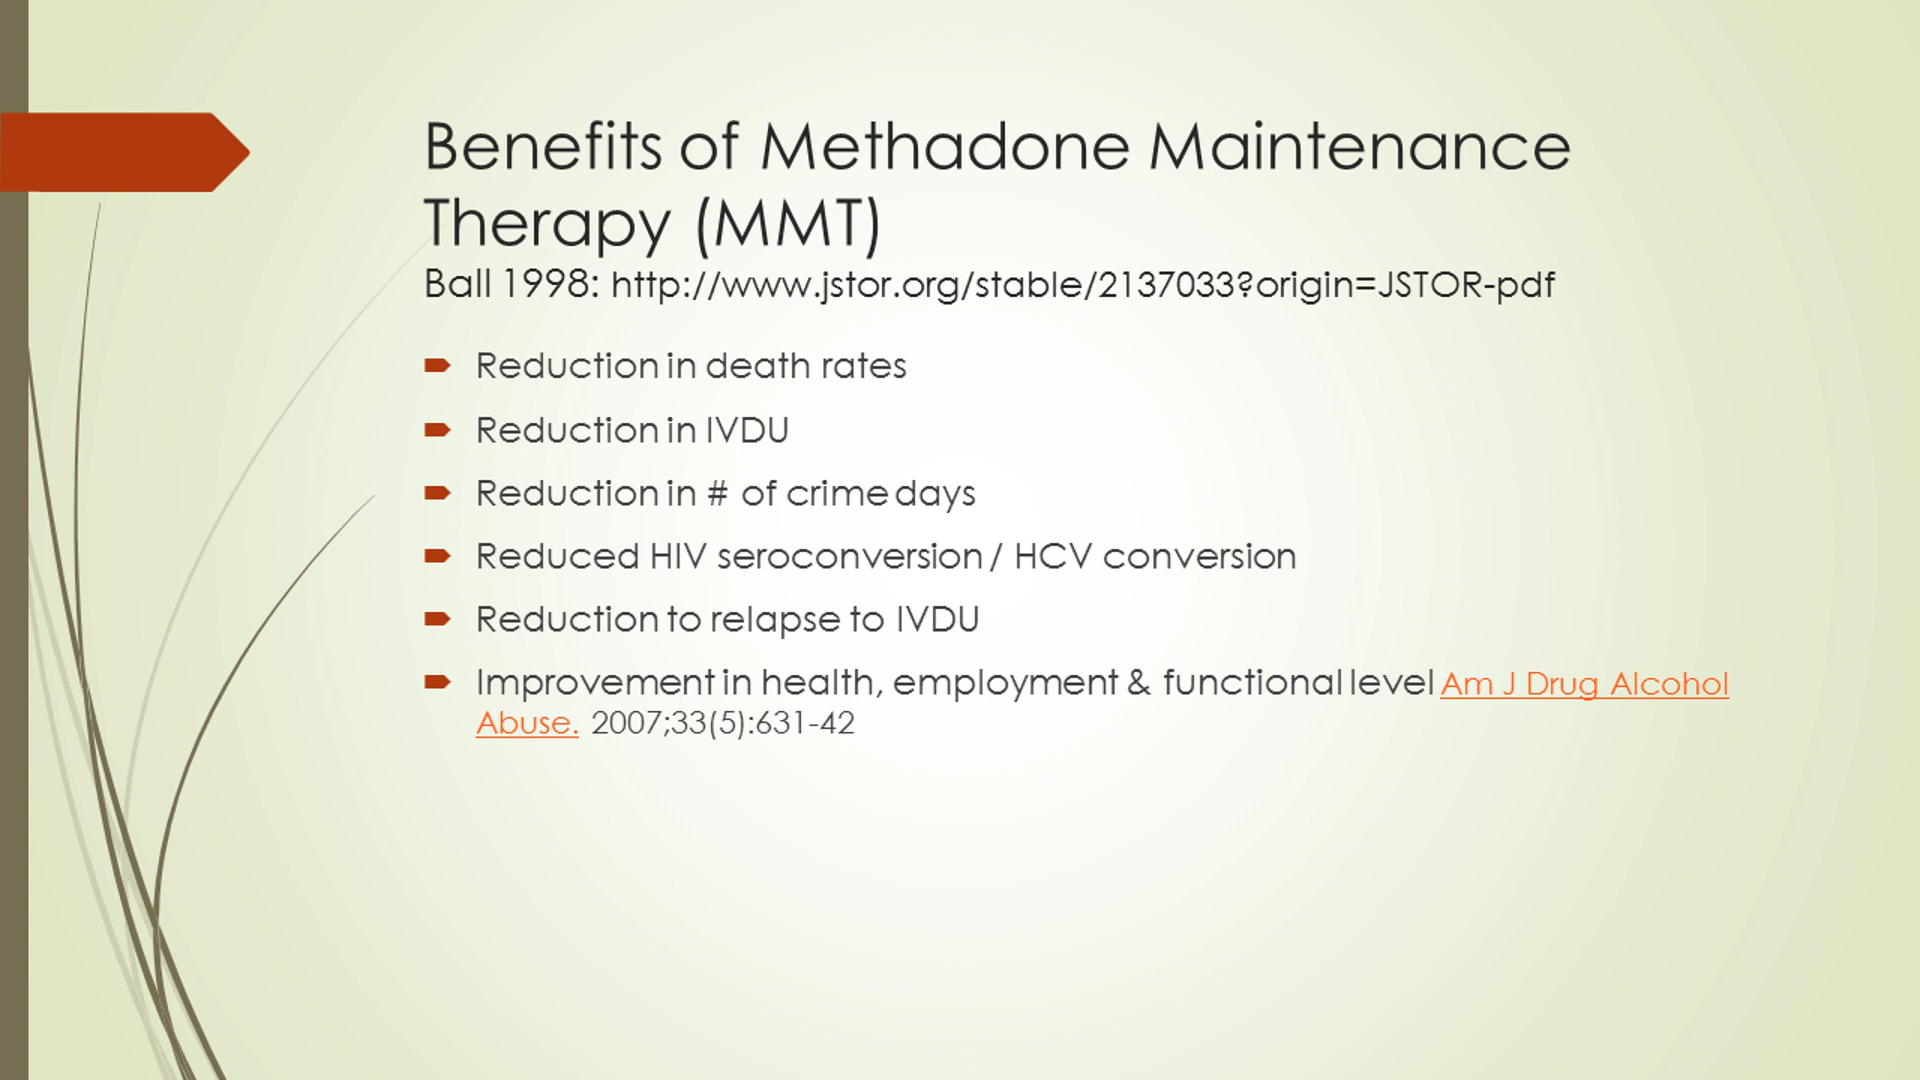 Benefits of Methadone Maintenance
Therapy (MMT)
Ball 1998: http://www.jstor.org/stable/2137033?origin=JSTOR-pdf
Reduction in death rates
Reduction in IVDU
Reduction in # of crime days
Reduced HIV seroconversion / HCV conversion
Reduction to relapse to IVDU
Improvement in health, employment & functional level Am J Drug Alcohol
Abuse. 2007;33(5):631-42